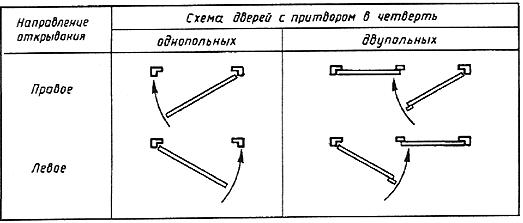 Направление
открывания
Схема дверей с притвором в четверть
однопольных
двупольных
Правое
Левое